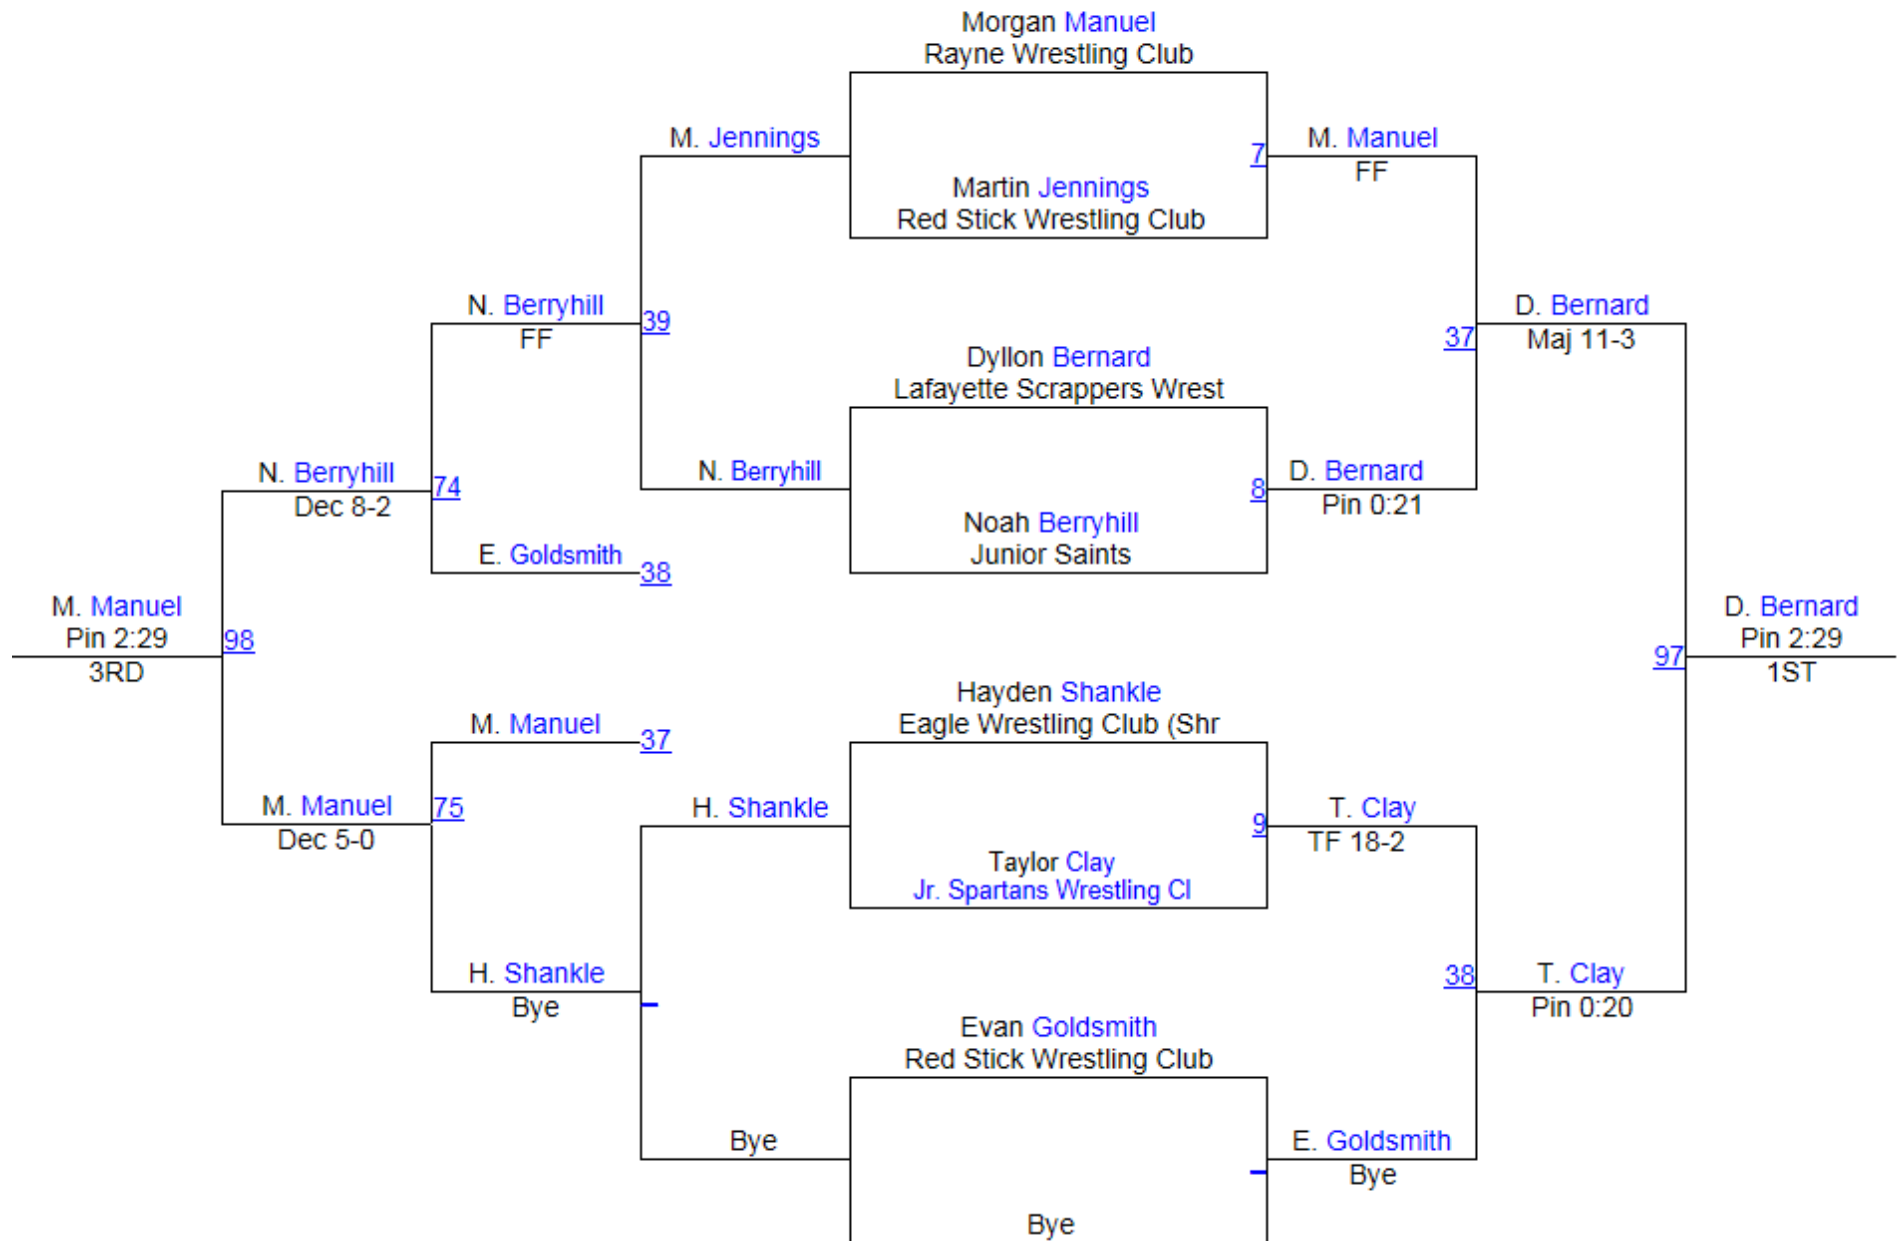 Morgan Manuel
Rayne Wrestling Club
M. Jennings
7
M. Manuel
FF
Martin Jennings
Red Stick Wrestling Club
N. Berryhill
FF
39
D. Bernard
Maj 11-3
37
Dyllon Bernard
Lafayette Scrappers Wrest
N. Berryhill
Dec 8-2
74
N. Berryhill
8
D. Bernard
Pin 0:21
Noah Berryhill
Junior Saints
E. Goldsmith
38
M. Manuel
Pin 2:29
3RD
98
D. Bernard
Pin 2:29
1ST
97
Hayden Shankle
Eagle Wrestling Club (Shr
M. Manuel
37
M. Manuel
Dec 5-0
75
H. Shankle
9
T. Clay
TF 18-2
Taylor Clay
Jr. Spartans Wrestling Cl
H. Shankle
Bye
38
T. Clay
Pin 0:20
Evan Goldsmith
Red Stick Wrestling Club
Bye
E. Goldsmith
Bye
Bye